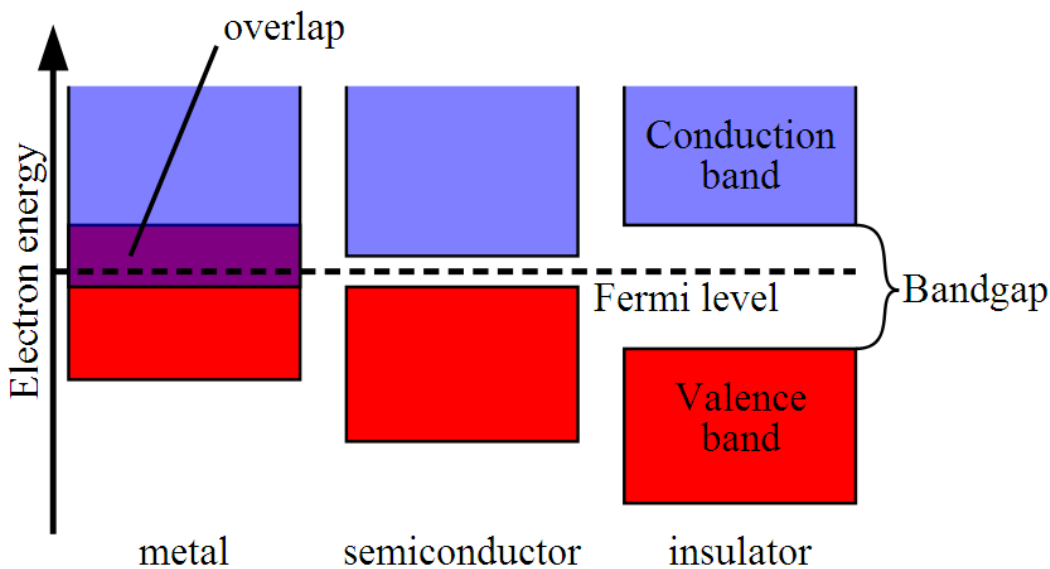 overlap
Electron energy
Conduction
band
Fermi level
Bandgap
Valence
band
metal
semiconductor
insulator